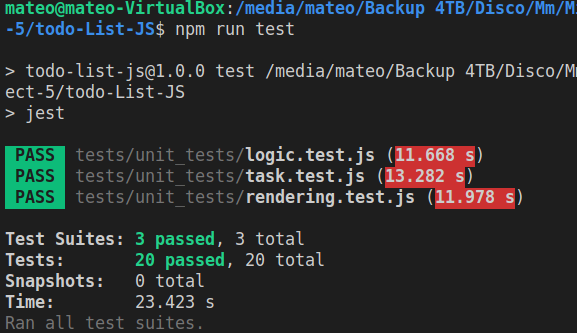 mateo@mateo-VirtualBox:/media/mateo/Backup 4TB/Disco/Mm/M
-5/todo-List-JS$ npm run test
> todo-list-js@1.0.0 test /media/mateo/Backup 4TB/Disco/Mm
ect-5/todo-List-JS
> jest
PASS tests/unit_tests/logic.test.js (11.668 s)
PASS tests/unit_tests/task.test.js (13.282 s)
PASS tests/unit_tests/rendering.test.js (11.978 s)
Test Suites: 3 passed, 3 total
Tests: 20 passed, 20 total
Snapshots: 0 total
Time: 23.423 s
Ran all test suites.